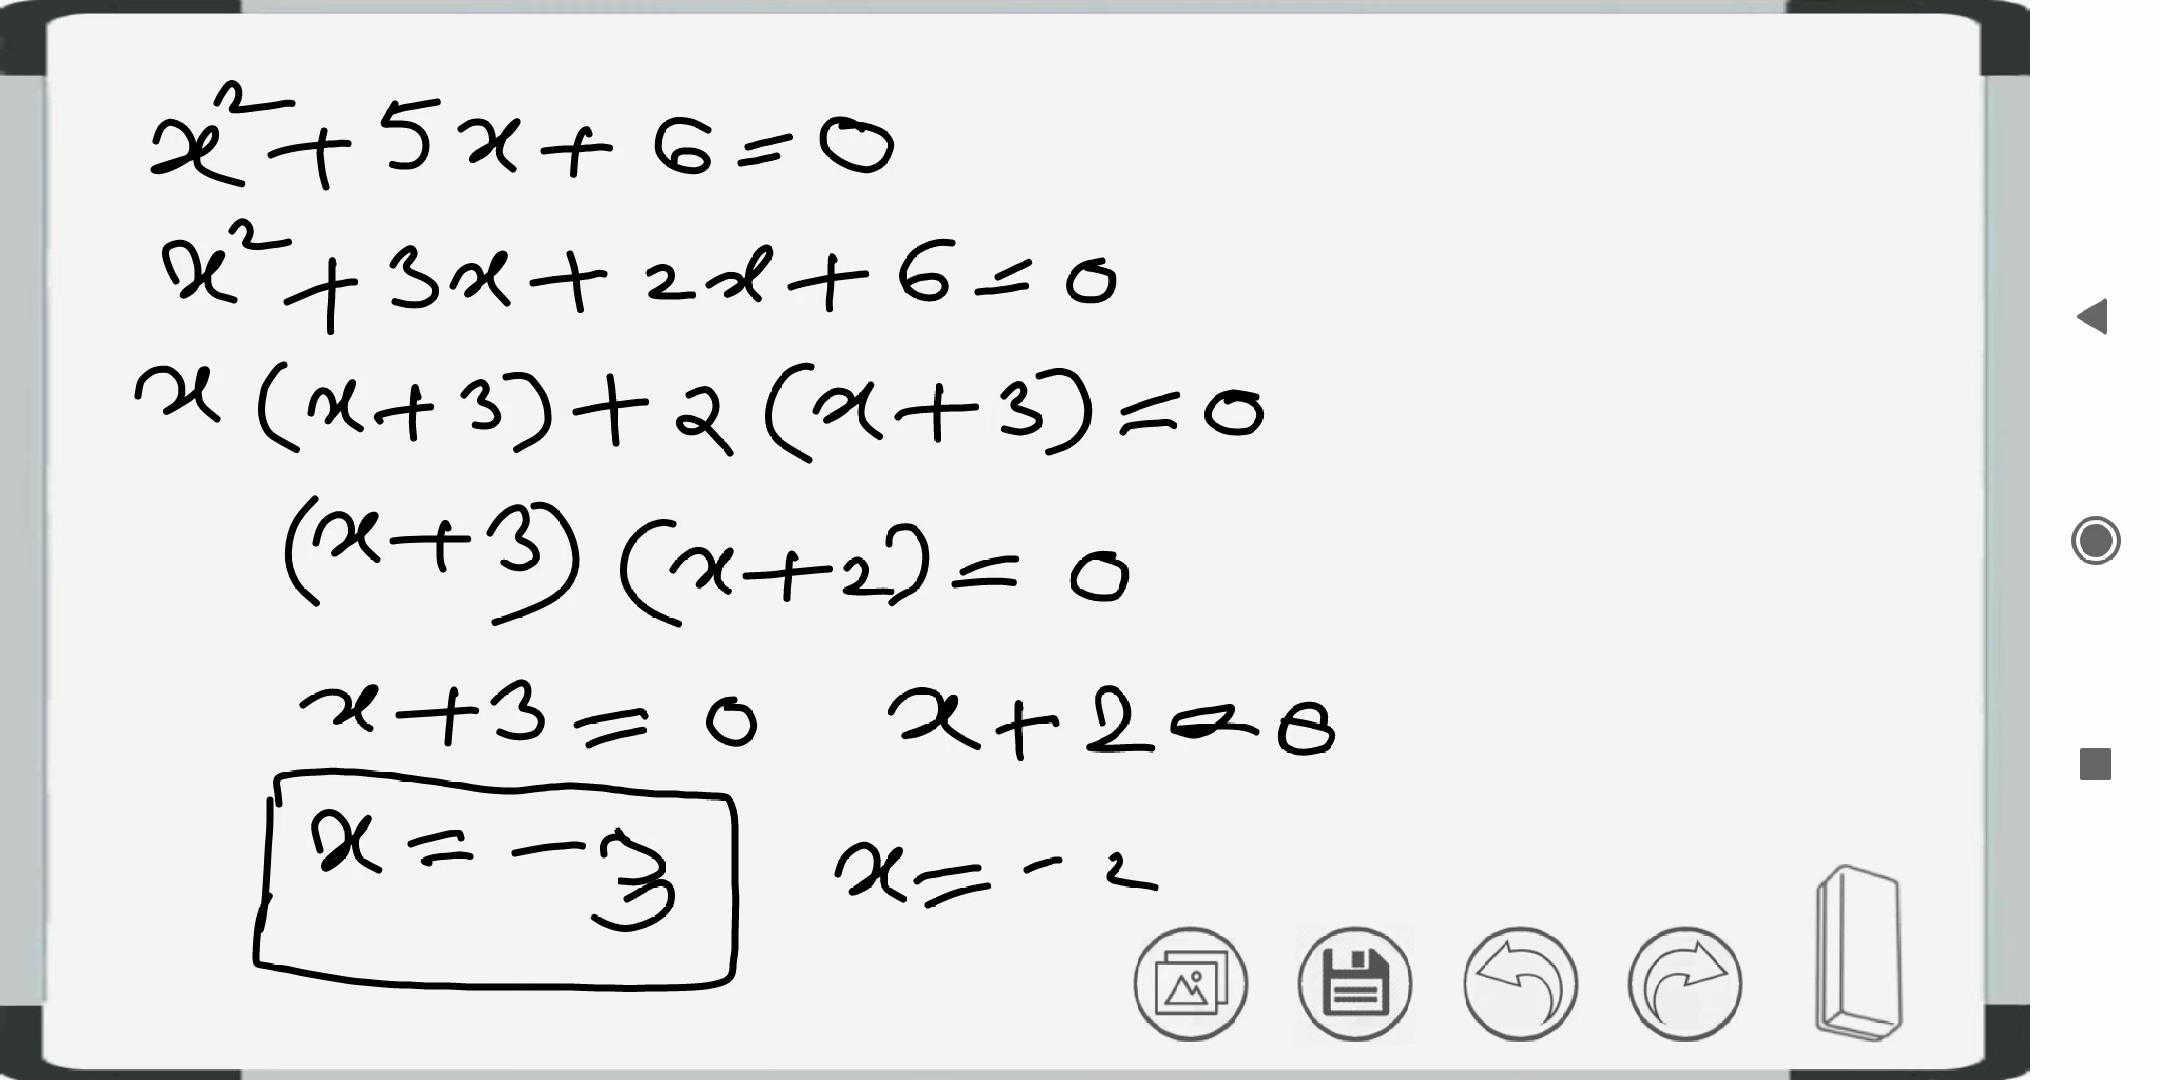 x²+5x+6=0
x²+3x+2x+6=0
x(x+3)+2(x+3)=0
(x+3)(x+2)=0
x+3=0 x+2=0
x=-3 x=-2